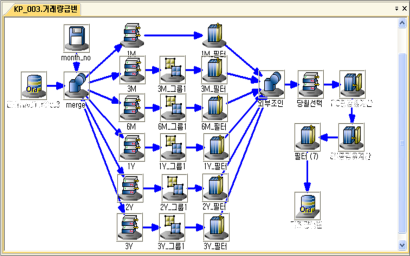 KP_003.거래량급변
month_no
1M
1M_필터
merge
3M
3M_그룹1
3M_필터
외부조인
당월선택
6M
6M_그룹1
6M_필터
1Y
1Y_그룹1
1Y_필터
필터 (7)
2Y
2Y_그룹1
2Y_필터
3Y
3Y_그룹1
3Y_필터